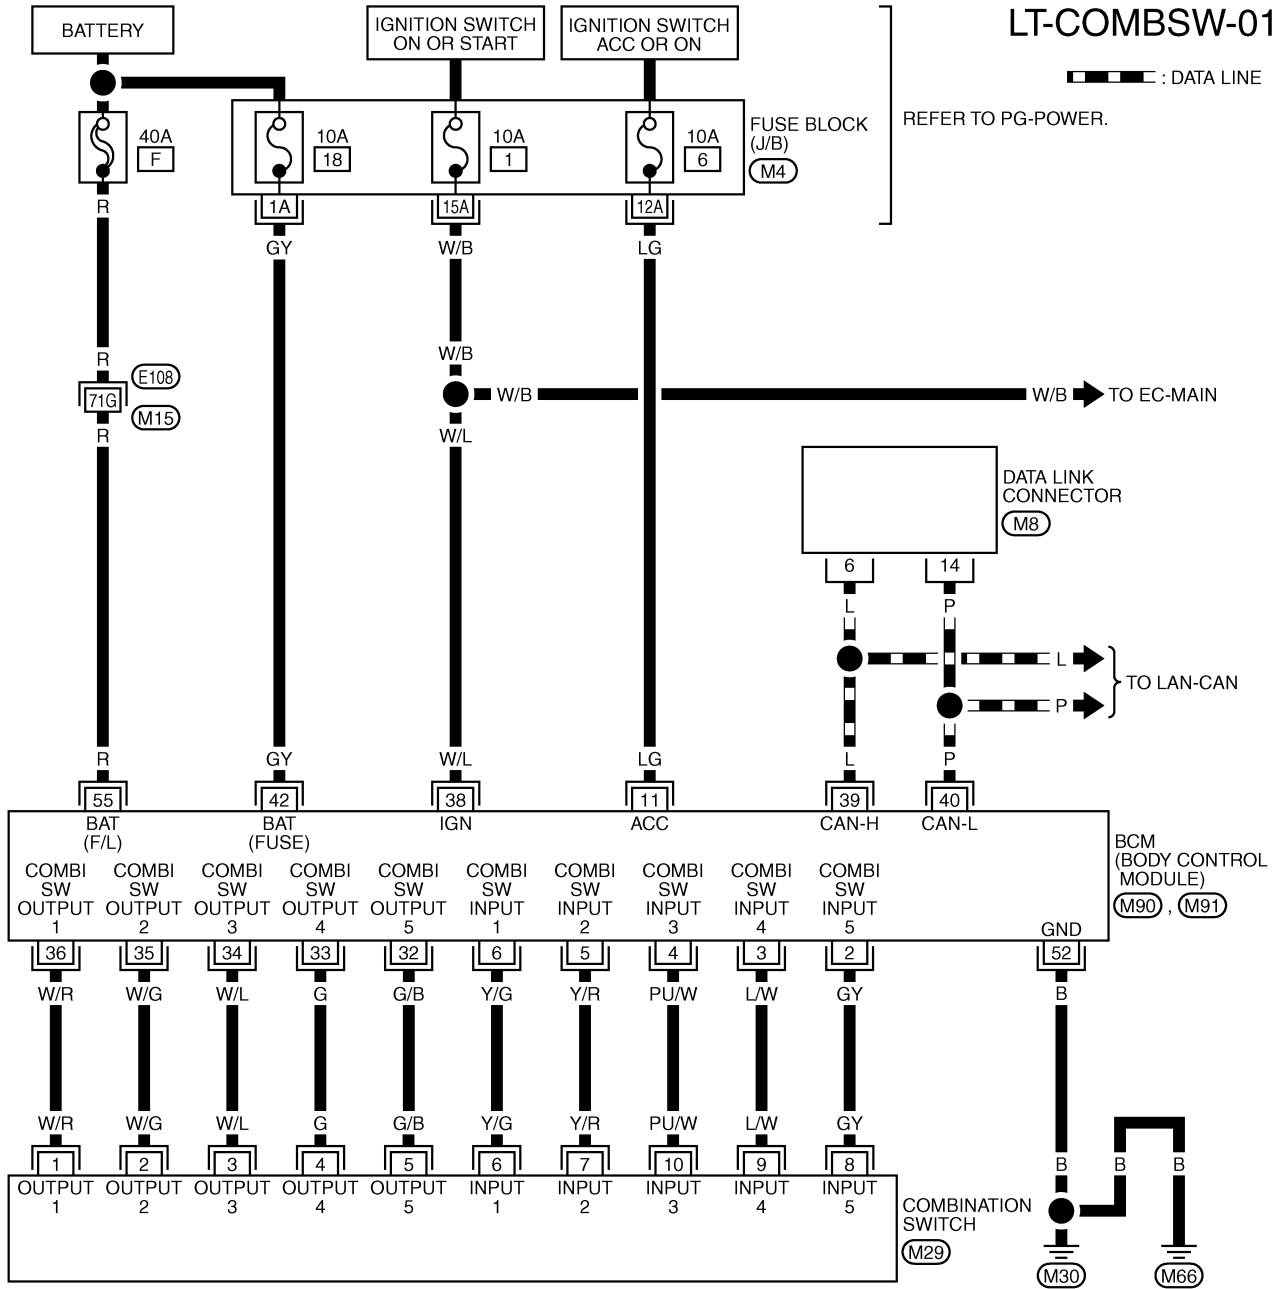 LT-COMBSW-01
BATTERY
IGNITION SWITCH
ON OR START
IGNITION SWITCH
ACC OR ON
: DATA LINE
REFER TO PG-POWER.
40A
F
10A
18
10A
1
10A
6
FUSE BLOCK
(J/B)
M4
1A
15A
12A
R
GY
W/B
LG
R
W/B
E108
71G
M15
W/B
W/B
TO EC-MAIN
R
W/L
DATA LINK
CONNECTOR
M8
6
14
L
P
L
P
TO LAN-CAN
R
GY
W/L
LG
L
P
55
42
38
11
39
40
BAT
(F/L)
BAT
(FUSE)
IGN
ACC
CAN-H
CAN-L
BCM
(BODY CONTROL
MODULE)
M90 , M91
COMBI
SW
OUTPUT
1
COMBI
SW
OUTPUT
2
COMBI
SW
OUTPUT
3
COMBI
SW
OUTPUT
4
COMBI
SW
OUTPUT
5
COMBI
SW
INPUT
1
COMBI
SW
INPUT
2
COMBI
SW
INPUT
3
COMBI
SW
INPUT
4
COMBI
SW
INPUT
5
GND
36
35
34
33
32
6
5
4
3
2
52
W/R
W/G
W/L
G
G/B
Y/G
Y/R
PU/W
L/W
GY
B
W/R
W/G
W/L
G
G/B
Y/G
Y/R
PU/W
L/W
GY
1
2
3
4
5
6
7
10
9
8
B
B
B
OUTPUT
1
OUTPUT
2
OUTPUT
3
OUTPUT
4
OUTPUT
5
INPUT
1
INPUT
2
INPUT
3
INPUT
4
INPUT
5
COMBINATION
SWITCH
M29
M30
M66